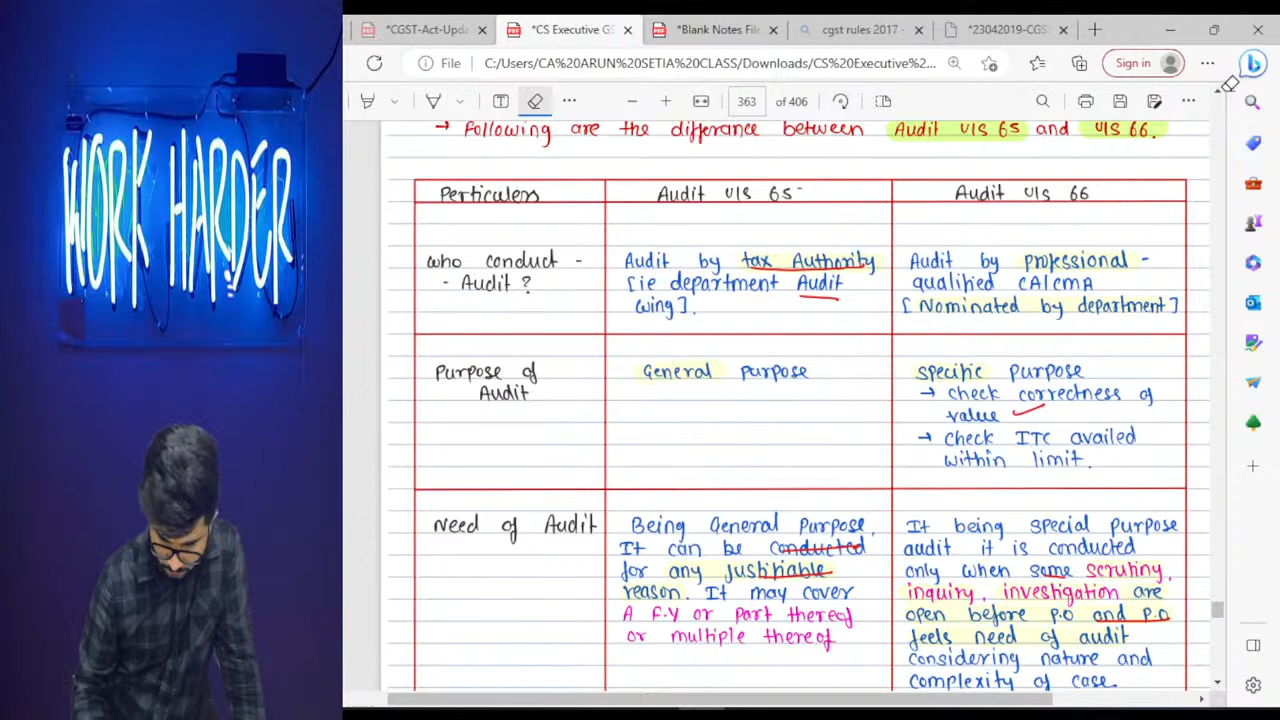 WORK HARDER
*CGST-Act-Upda
*CS Executive GS
*Blank Notes File
cgst rules 2017
*23042019-CGS
File
C:/Users/CA%20ARUN%20SETIA%20CLASS/Downloads/CS%20Executive%2...
Sign in
363 of 406
→ Following are the differance between Audit U/S 65 and U/S 66.
Perticulers
Audit U/S 65
Audit U/S 66
Who conduct -
- Audit ?
Audit by tax Authority
[ie department Audit
wing].
Audit by professional -
qualified CA/CMA
[Nominated by department]
Purpose of
Audit
General purpose
specific purpose
→ check correctness of
value
→ check ITC availed
within limit.
Need of Audit
Being General Purpose,
It can be conducted
for any justifiable
reason. It may cover
A F.Y or Part thereof
or multiple thereof
It being special purpose
audit it is conducted
only when some scrutiny,
inquiry, investigation are
open before P.O and P.O
feels need of audit
considering nature and
complexity of case.